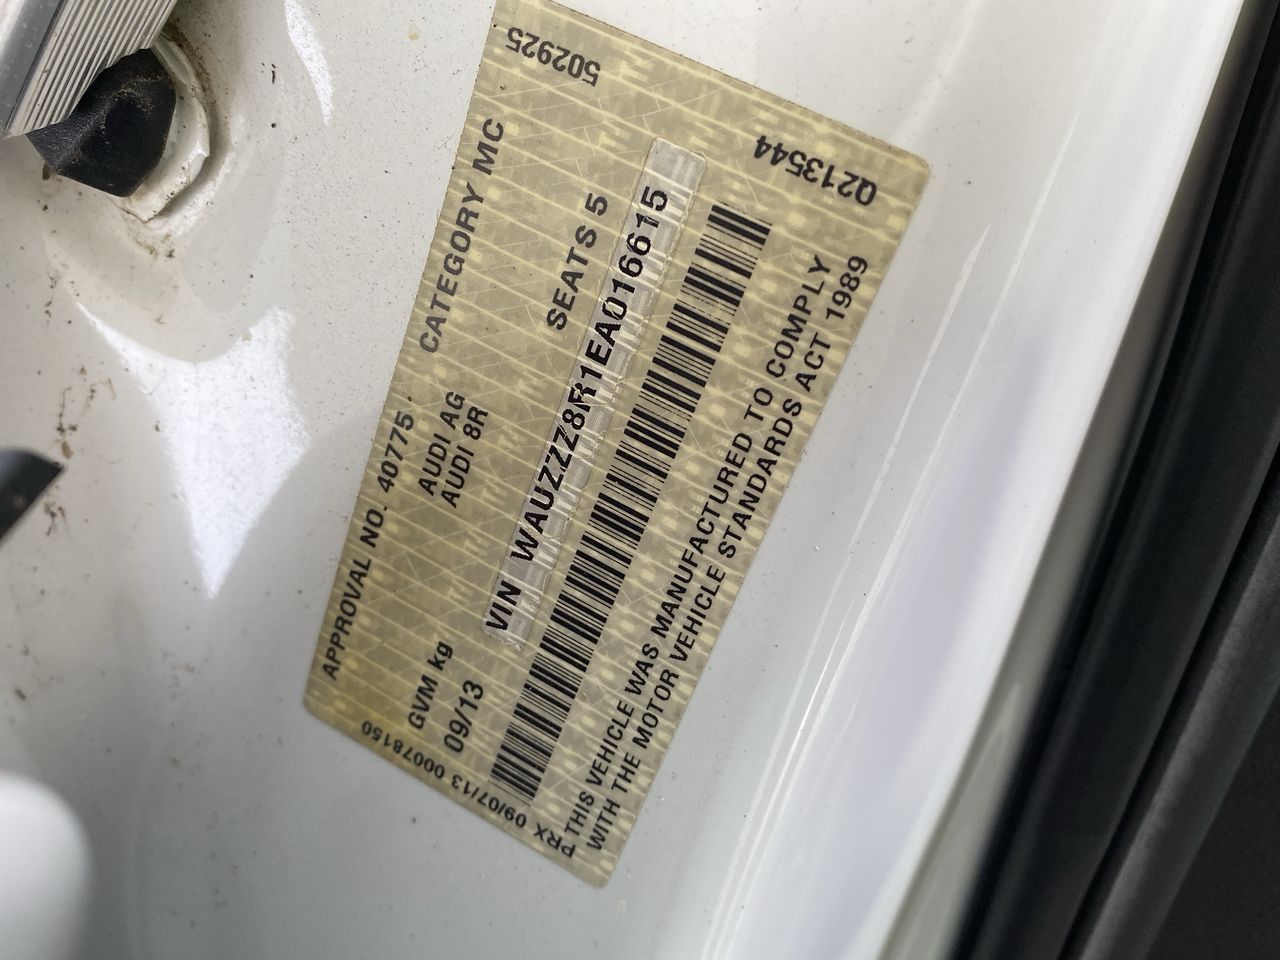 APPROVAL NO. 40775 CATEGORY MC
AUDI AG
AUDI 8R
GVM kg SEATS 5
09/13
VIN WAUZZZ8R1EA016615
THIS VEHICLE WAS MANUFACTURED TO COMPLY
WITH THE MOTOR VEHICLE STANDARDS ACT 1989
502925
Q213544
PRX 09/07/13 00078150